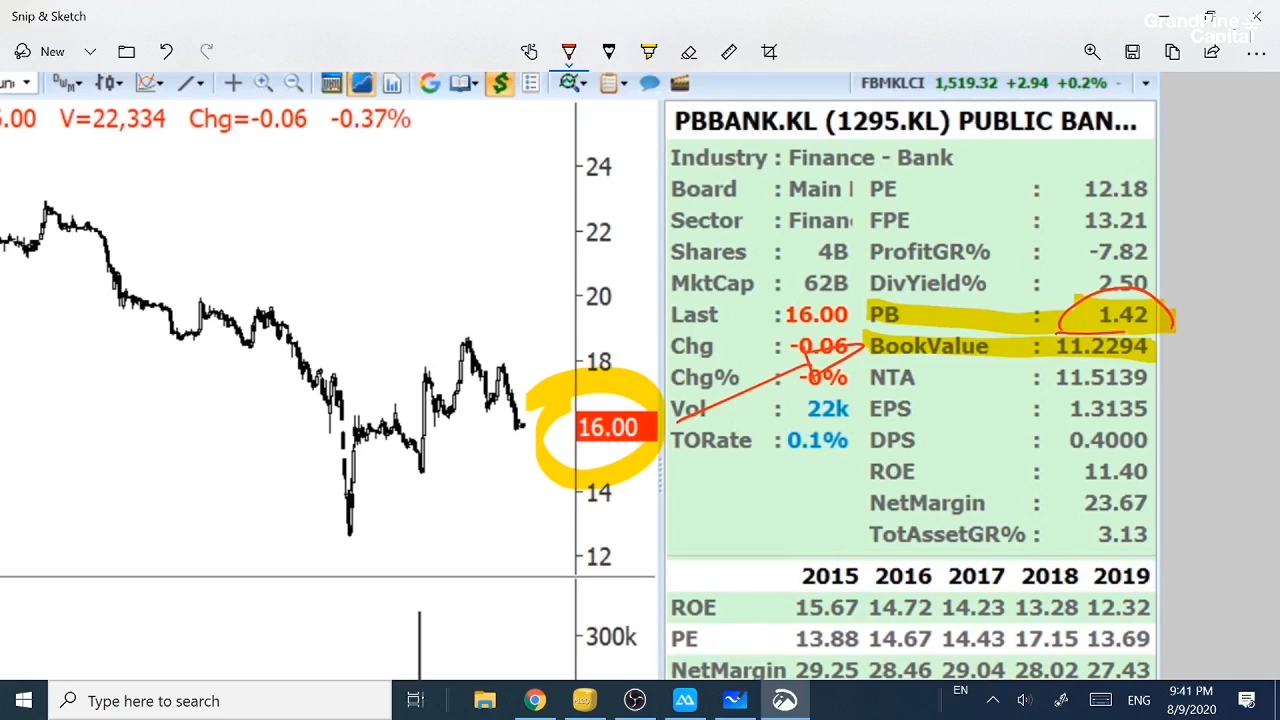 Snip & Sketch
GrandPine Capital
New
FBMKLCI 1,519.32 +2.94 +0.2%
5.00 V=22,334 Chg=-0.06 -0.37%
24
22
20
18
16.00
14
12
300k
PBBANK.KL (1295.KL) PUBLIC BAN...
Industry : Finance - Bank
Board : Main PE : 12.18
Sector : Finan FPE : 13.21
Shares : 4B ProfitGR% : -7.82
MktCap : 62B DivYield% : 2.50
Last : 16.00 PB : 1.42
Chg : -0.06 BookValue : 11.2294
Chg% : -0% NTA : 11.5139
Vol : 22k EPS : 1.3135
TORate : 0.1% DPS : 0.4000
ROE : 11.40
NetMargin : 23.67
TotAssetGR% : 3.13
2015 2016 2017 2018 2019
ROE 15.67 14.72 14.23 13.28 12.32
PE 13.88 14.67 14.43 17.15 13.69
NetMargin 29.25 28.46 29.04 28.02 27.43
Type here to search
EN
ENG
9:41 PM
8/9/2020